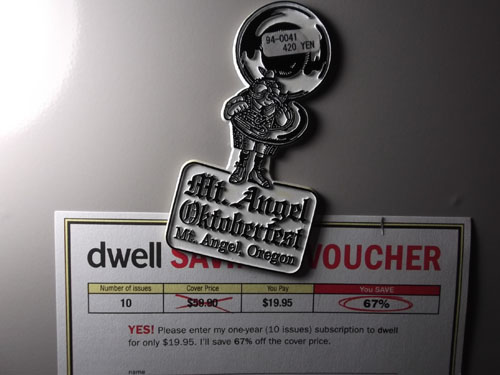 94-0041
420 YEN
Mt. Angel
Oktoberfest
Mt. Angel, Oregon
dwell SAVINGS VOUCHER
Number of issues Cover Price You Pay You SAVE
10 $59.90 $19.95 67%
YES! Please enter my one-year (10 issues) subscription to dwell
for only $19.95. I'll save 67% off the cover price.
name